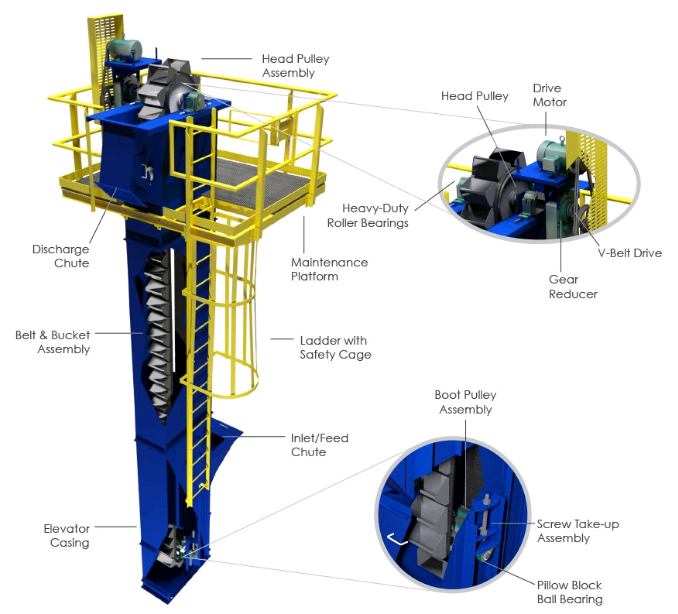 Head Pulley
Assembly
Head Pulley
Drive
Motor
Heavy-Duty
Roller Bearings
V-Belt Drive
Gear
Reducer
Discharge
Chute
Maintenance
Platform
Belt & Bucket
Assembly
Ladder with
Safety Cage
Boot Pulley
Assembly
Inlet/Feed
Chute
Elevator
Casing
Screw Take-up
Assembly
Pillow Block
Ball Bearing